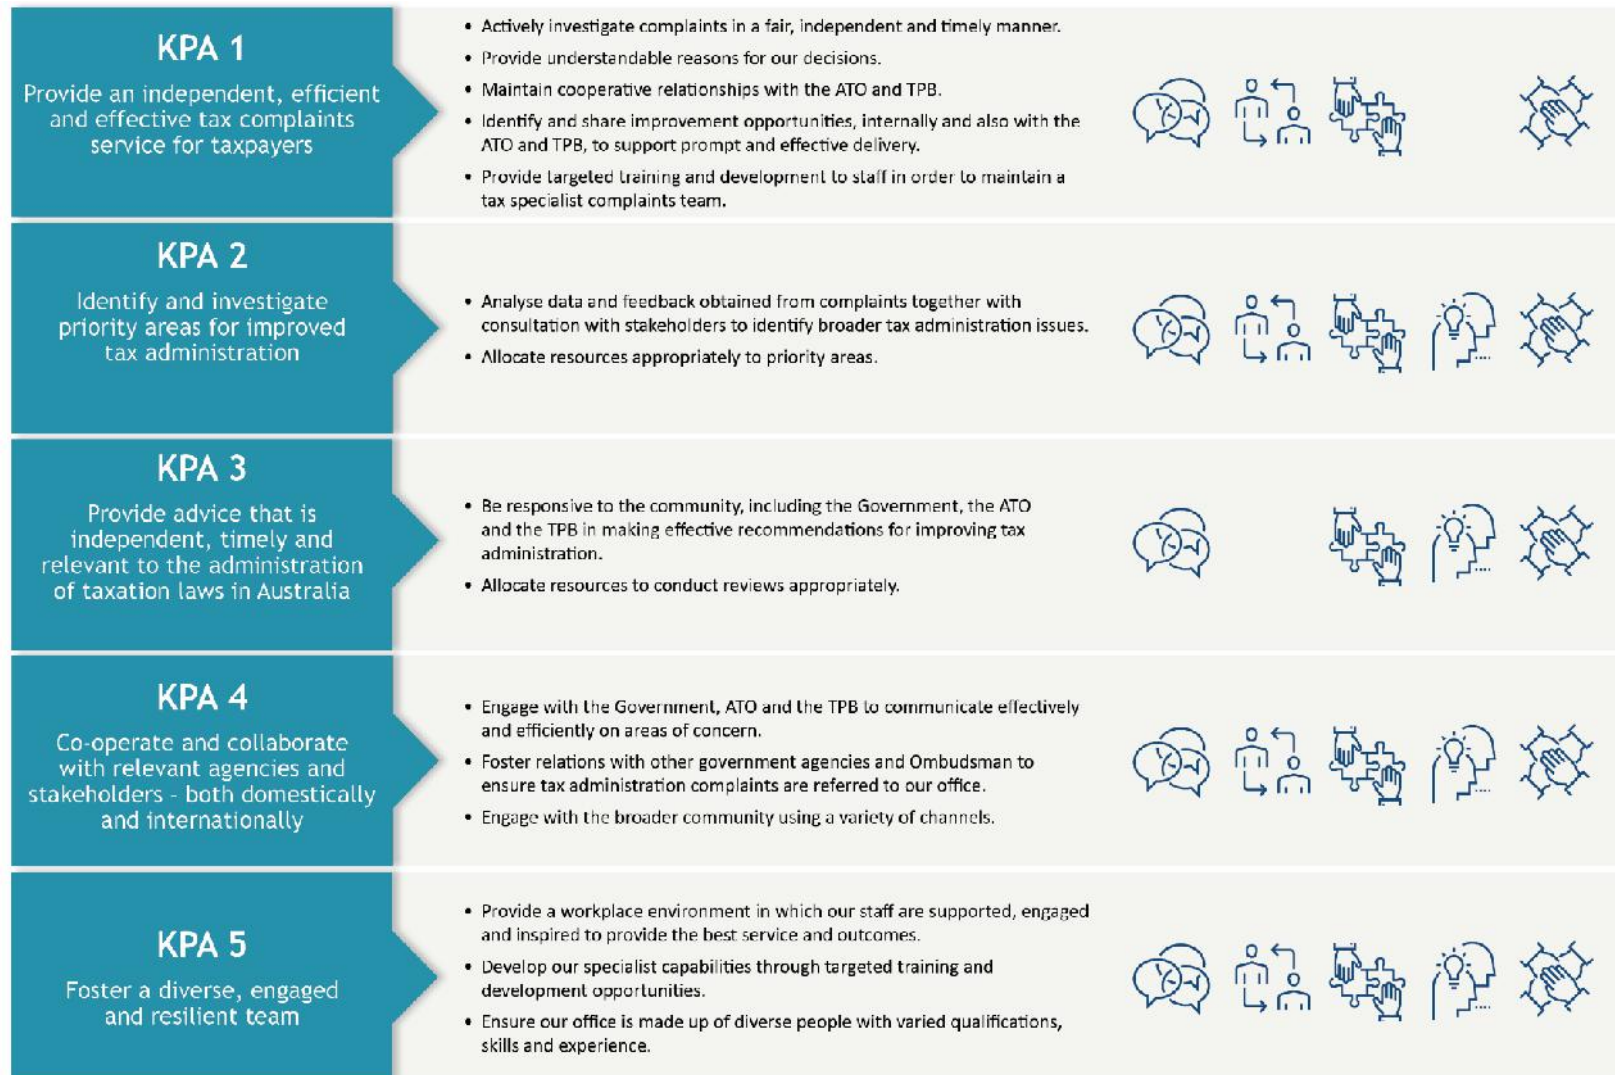 KPA 1
Provide an independent, efficient
and effective tax complaints
service for taxpayers
• Actively investigate complaints in a fair, independent and timely manner.
• Provide understandable reasons for our decisions.
• Maintain cooperative relationships with the ATO and TPB.
• Identify and share improvement opportunities, internally and also with the
ATO and TPB, to support prompt and effective delivery.
• Provide targeted training and development to staff in order to maintain a
tax specialist complaints team.
KPA 2
Identify and investigate
priority areas for improved
tax administration
• Analyse data and feedback obtained from complaints together with
consultation with stakeholders to identify broader tax administration issues.
• Allocate resources appropriately to priority areas.
KPA 3
Provide advice that is
independent, timely and
relevant to the administration
of taxation laws in Australia
• Be responsive to the community, including the Government, the ATO
and the TPB in making effective recommendations for improving tax
administration.
• Allocate resources to conduct reviews appropriately.
KPA 4
Co-operate and collaborate
with relevant agencies and
stakeholders - both domestically
and internationally
• Engage with the Government, ATO and the TPB to communicate effectively
and efficiently on areas of concern.
• Foster relations with other government agencies and Ombudsman to
ensure tax administration complaints are referred to our office.
• Engage with the broader community using a variety of channels.
KPA 5
Foster a diverse, engaged
and resilient team
• Provide a workplace environment in which our staff are supported, engaged
and inspired to provide the best service and outcomes.
• Develop our specialist capabilities through targeted training and
development opportunities.
• Ensure our office is made up of diverse people with varied qualifications,
skills and experience.